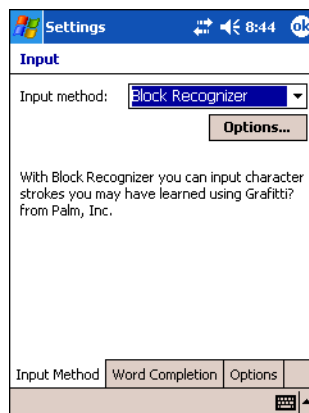 Settings 8:44 ok
Input
Input method: Block Recognizer
Options...
With Block Recognizer you can input character
strokes you may have learned using Grafitti?
from Palm, Inc.
Input Method Word Completion Options